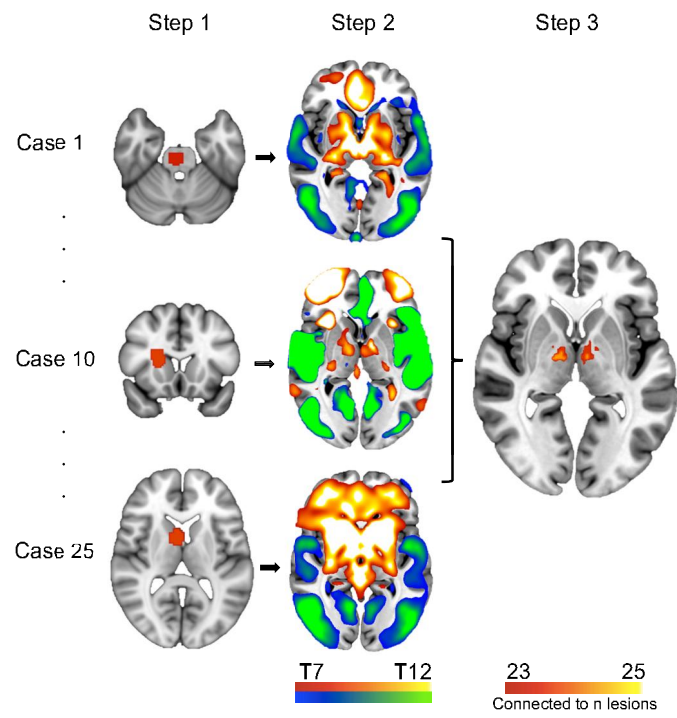 Step 1 Step 2 Step 3
Case 1
Case 10
Case 25
T7 T12
23 25
Connected to n lesions